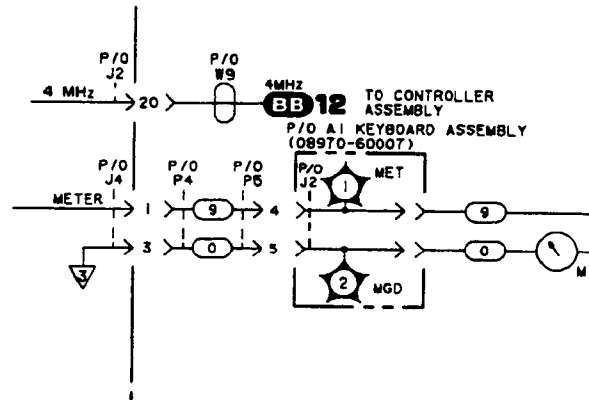 P/O
J2
P/O
W9
4 MHz
20
4MHz
BB 12
TO CONTROLLER
ASSEMBLY
P/O A1 KEYBOARD ASSEMBLY
(08970-60007)
P/O
J4
P/O
P4
P/O
P5
P/O
J2
1
MET
METER
1
9
4
9
3
0
5
0
3
2
MGD
M